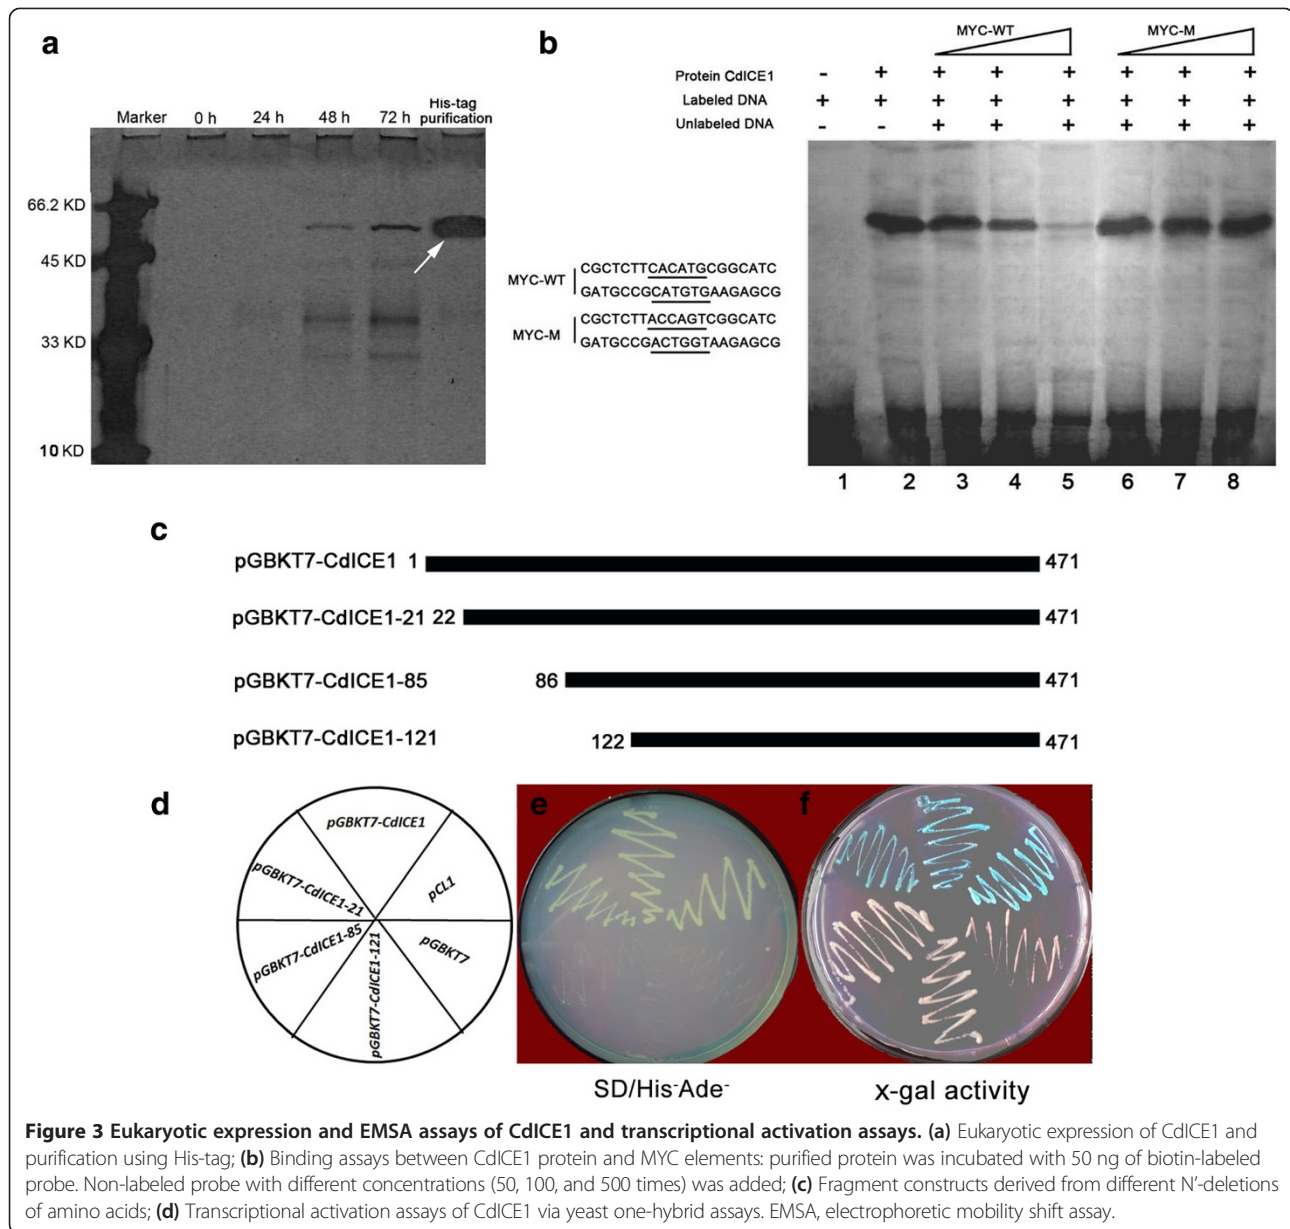 a
Marker 0 h 24 h 48 h 72 h His-tag purification
66.2 KD
45 KD
33 KD
10 KD
b
MYC-WT MYC-M
Protein CdICE1 - + + + + + + +
Labeled DNA + + + + + + +
Unlabeled DNA - - + + + + + +
MYC-WT
CGCTCTTCACATGCGGCATC
GATGCCGCATGTGAAGAGCG
MYC-M
CGCTCTTACCAGTCGGCATC
GATGCCGACTGGTAAGAGCG
1 2 3 4 5 6 7 8
c
pGBKT7-CdICE1 1 471
pGBKT7-CdICE1-21 22 471
pGBKT7-CdICE1-85 86 471
pGBKT7-CdICE1-121 122 471
d
pGBKT7-CdICE1
pGBKT7-CdICE1-21
pCL1
pGBKT7-CdICE1-85
pGBKT7-CdICE1-121
pGBKT7
e
SD/His⁻Ade⁻
f
x-gal activity
Figure 3 Eukaryotic expression and EMSA assays of CdICE1 and transcriptional activation assays. (a) Eukaryotic expression of CdICE1 and
purification using His-tag; (b) Binding assays between CdICE1 protein and MYC elements: purified protein was incubated with 50 ng of biotin-labeled
probe. Non-labeled probe with different concentrations (50, 100, and 500 times) was added; (c) Fragment constructs derived from different N′-deletions
of amino acids; (d) Transcriptional activation assays of CdICE1 via yeast one-hybrid assays. EMSA, electrophoretic mobility shift assay.